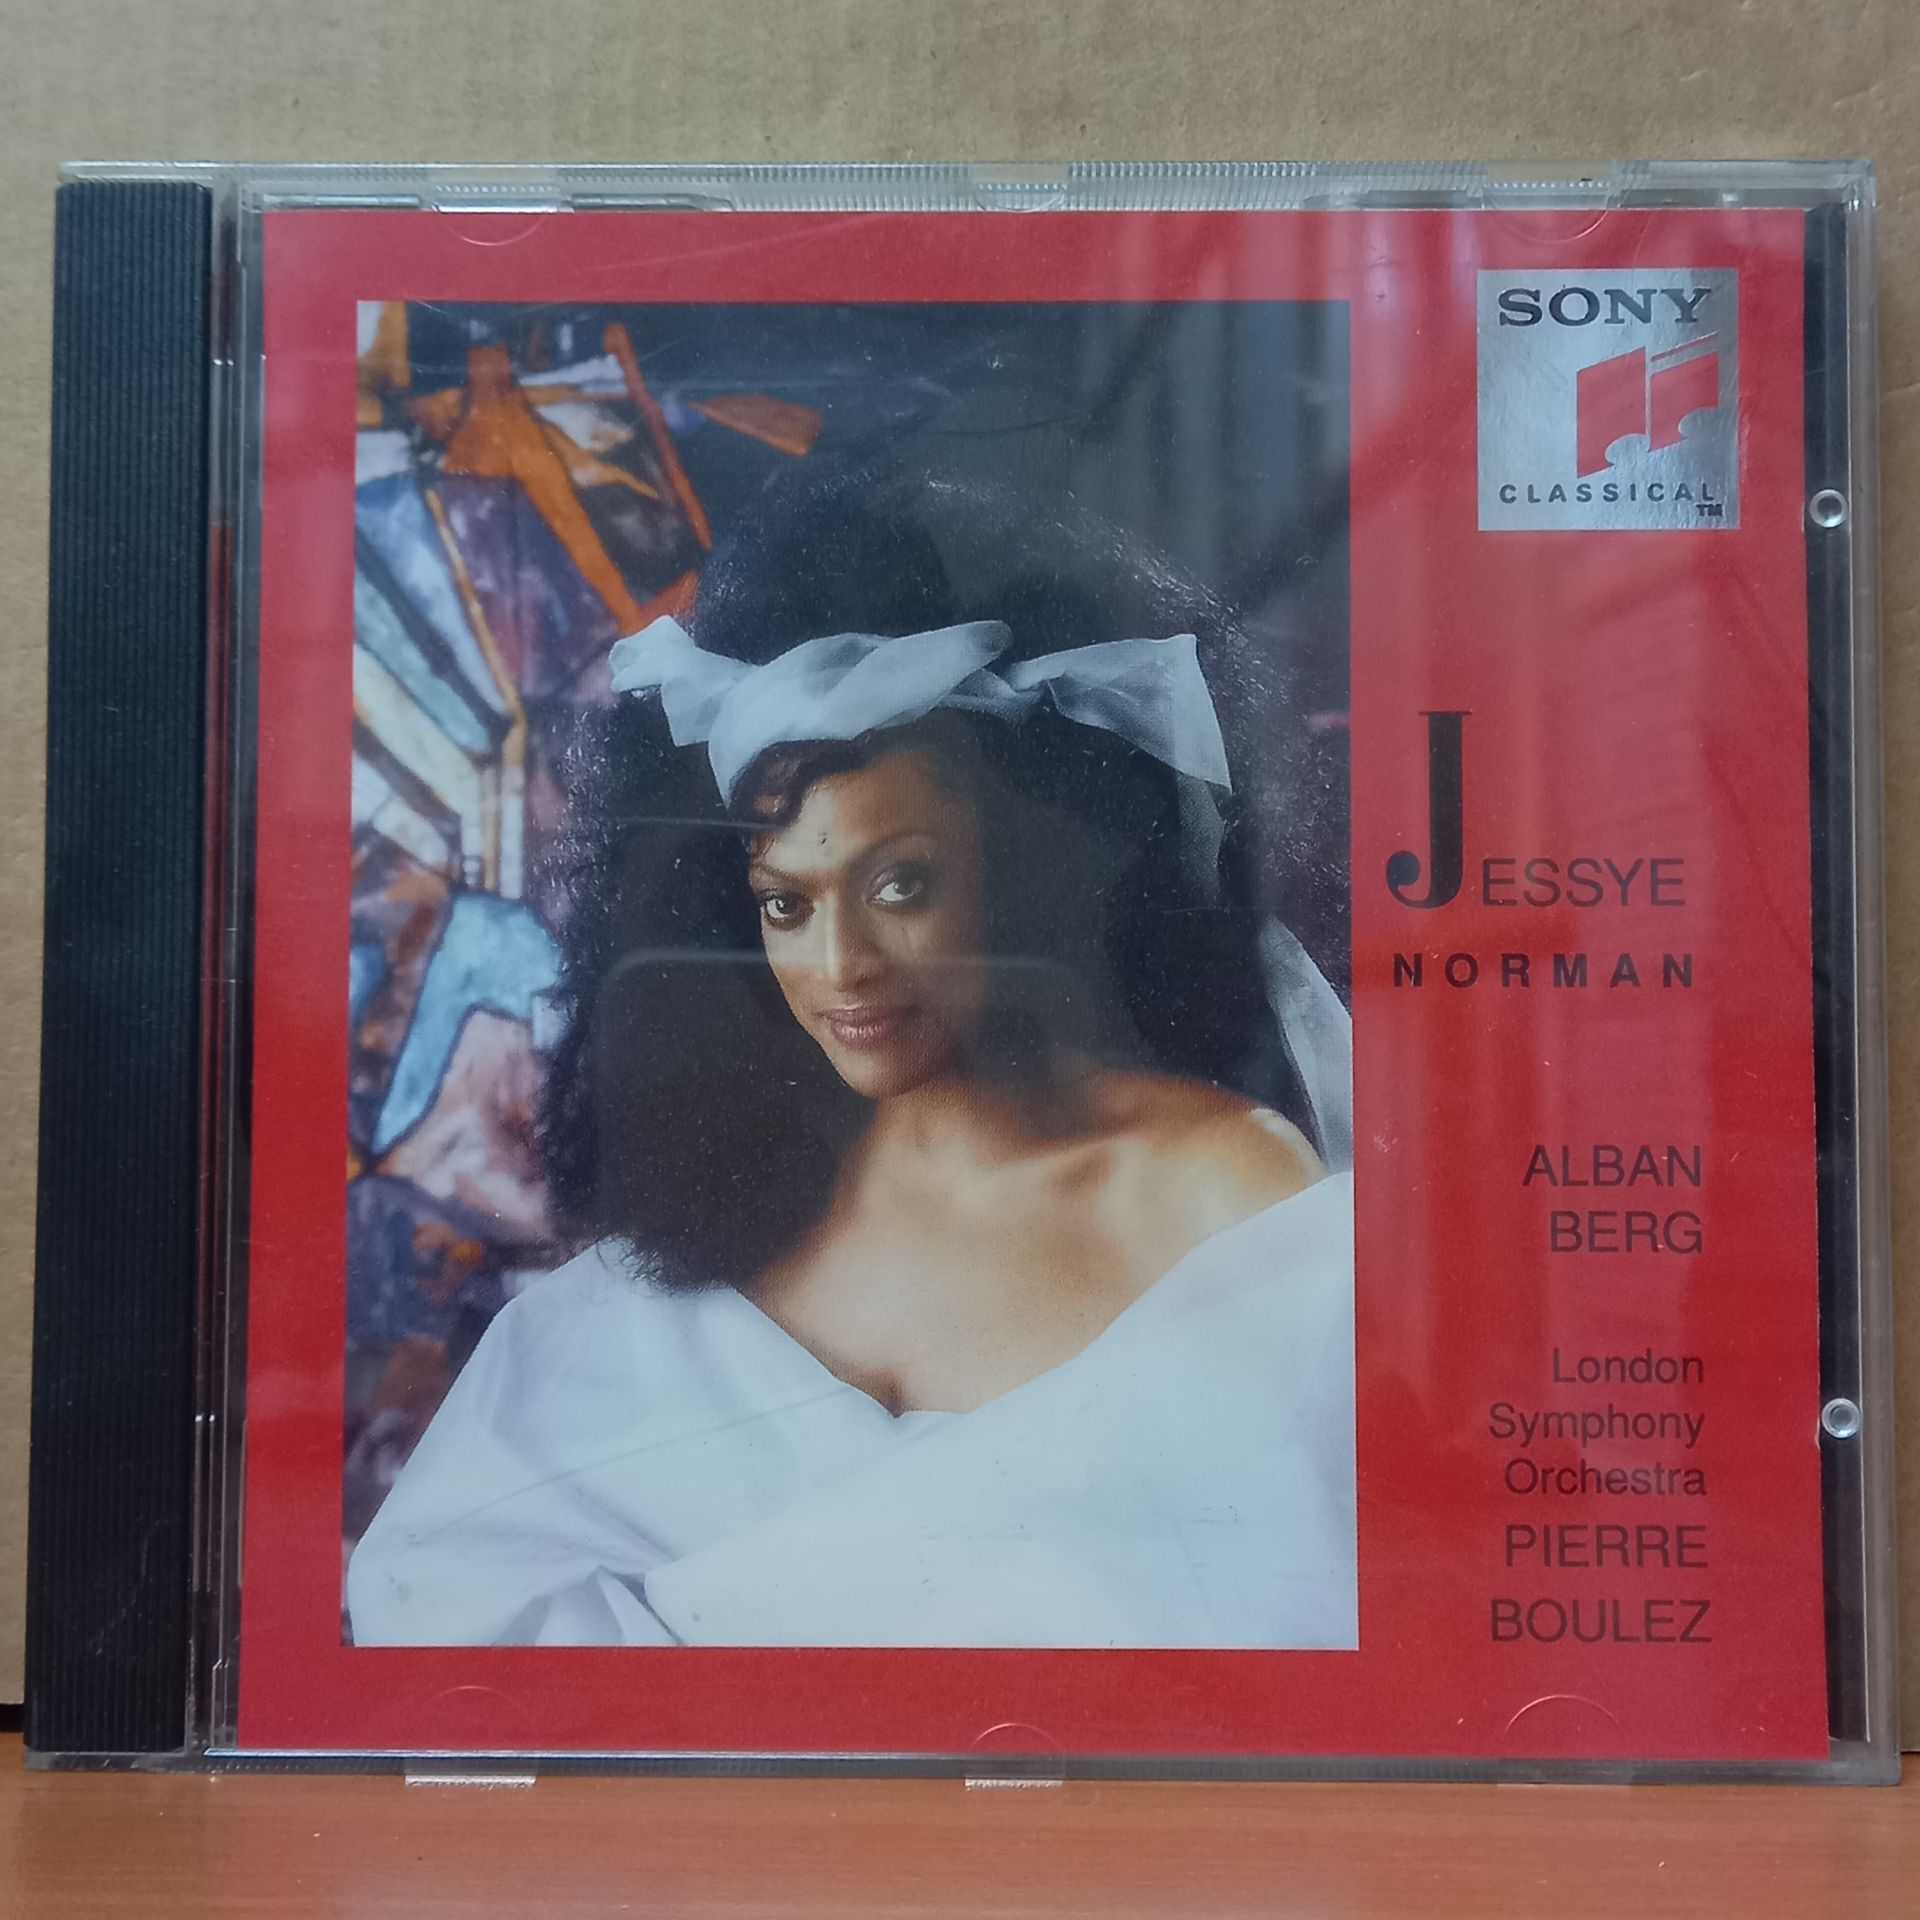 SONY
CLASSICAL
TM
JESSYE
NORMAN
ALBAN
BERG
London
Symphony
Orchestra
PIERRE
BOULEZ